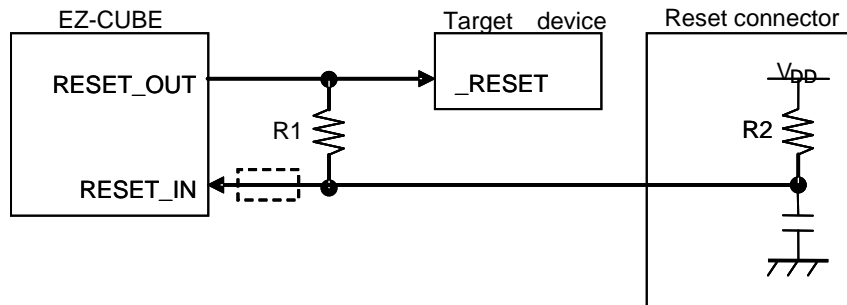 EZ-CUBE
Target device
Reset connector
RESET_OUT
_RESET
VDD
R1
R2
RESET_IN